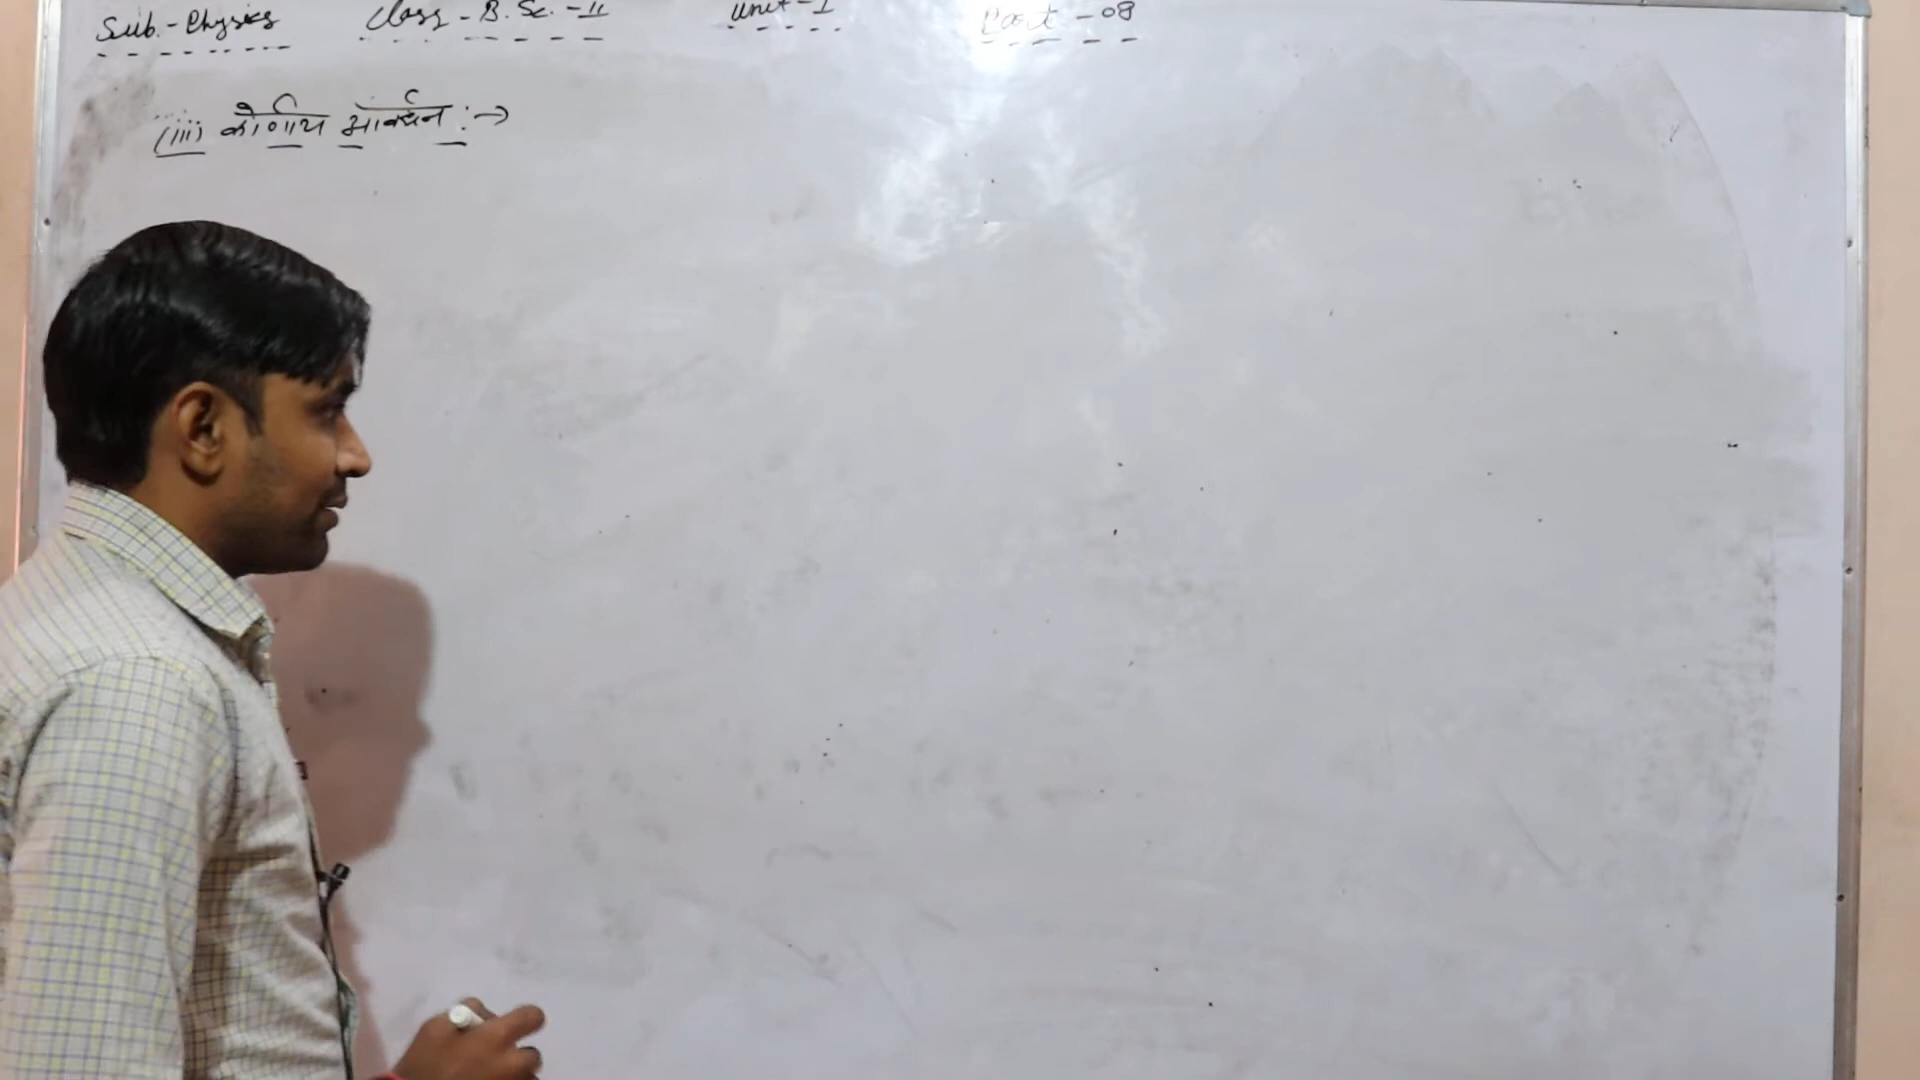 Sub.-Physics Class-B.Sc.-II Unit-I Part-08
(iii) कोणीय आवर्धन :→